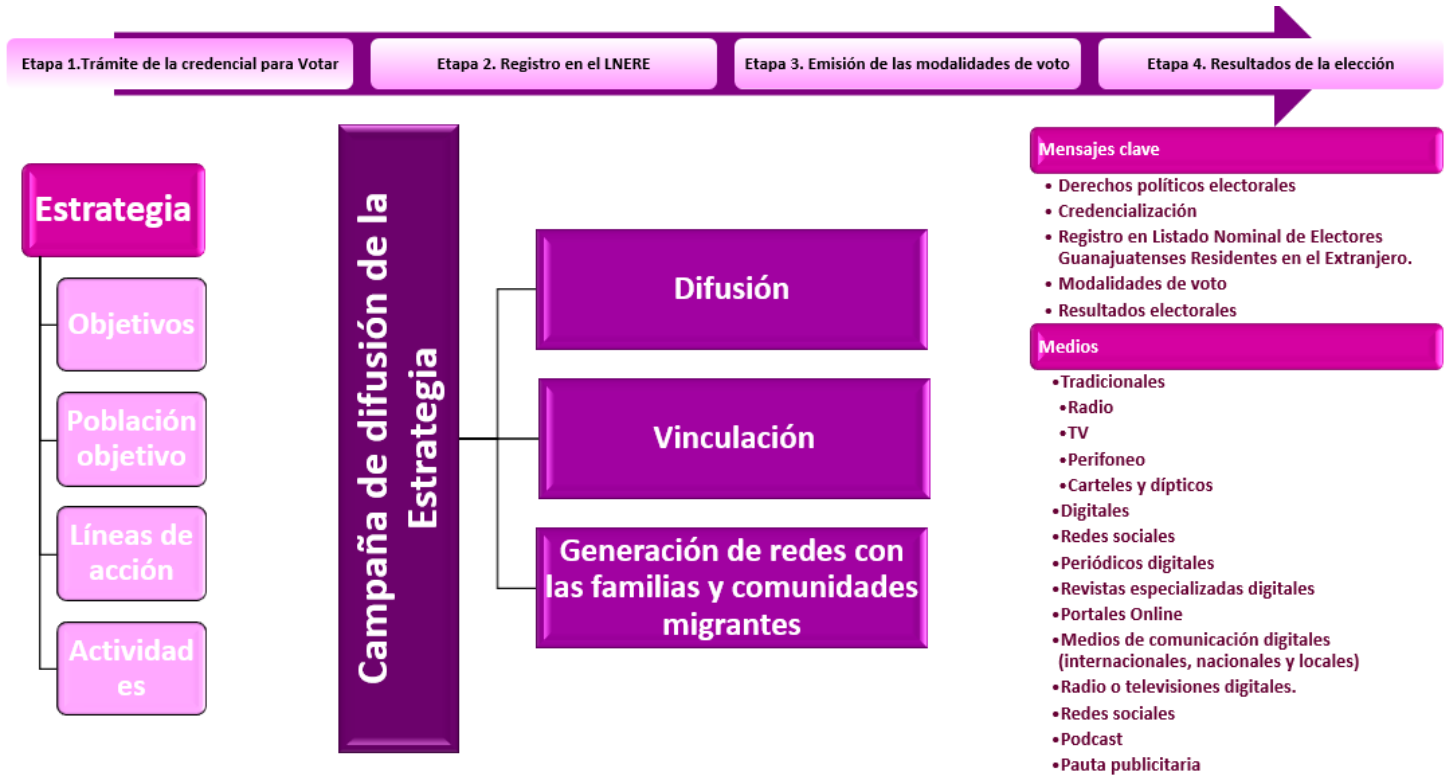 Etapa 1.Trámite de la credencial para Votar
Etapa 2. Registro en el LNERE
Etapa 3. Emisión de las modalidades de voto
Etapa 4. Resultados de la elección
Estrategia
Objetivos
Población
objetivo
Líneas de
acción
Actividad
es
Campaña de difusión de la
Estrategia
Difusión
Vinculación
Generación de redes con
las familias y comunidades
migrantes
Mensajes clave
• Derechos políticos electorales
• Credencialización
• Registro en Listado Nominal de Electores
Guanajuatenses Residentes en el Extranjero.
• Modalidades de voto
• Resultados electorales
Medios
•Tradicionales
•Radio
•TV
•Perifoneo
•Carteles y dípticos
•Digitales
•Redes sociales
•Periódicos digitales
•Revistas especializadas digitales
•Portales Online
•Medios de comunicación digitales
(internacionales, nacionales y locales)
•Radio o televisiones digitales.
•Redes sociales
•Podcast
•Pauta publicitaria